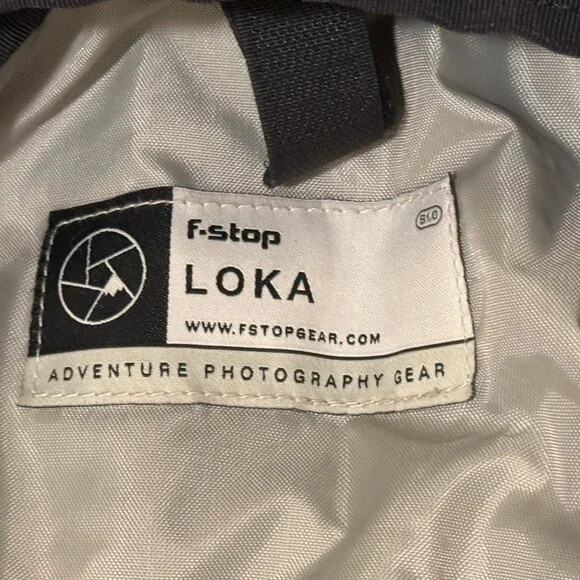 f-stop
LOKA
WWW.FSTOPGEAR.COM
ADVENTURE PHOTOGRAPHY GEAR